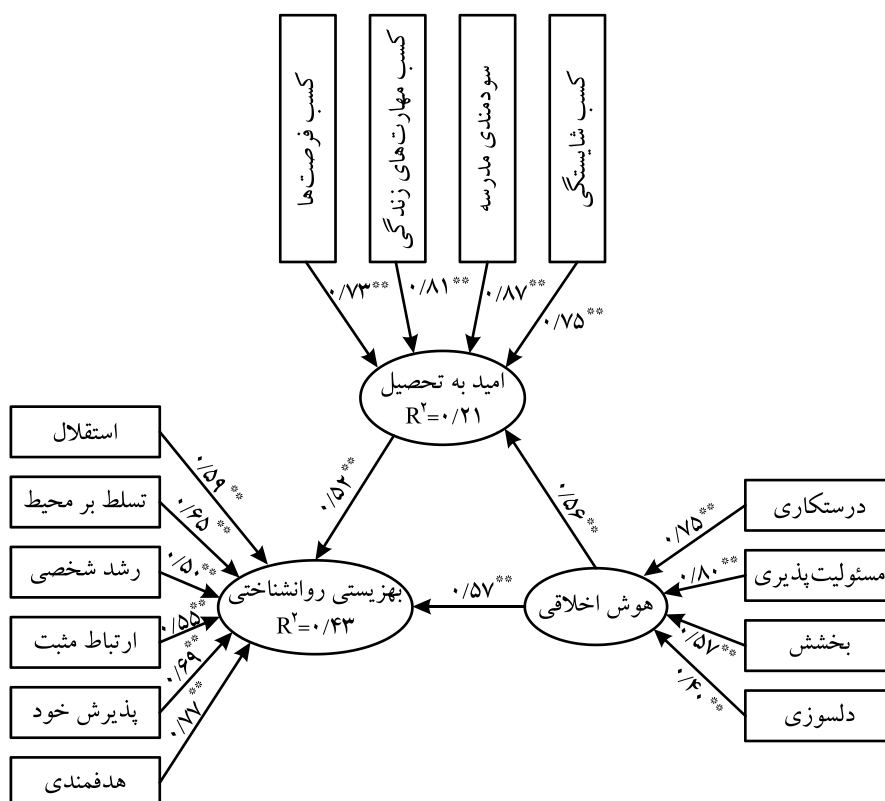 کسب فرصت‌ها
کسب مهارت‌های زندگی
سودمندی مدرسه
کسب شایستگی
۰/۷۳**
۰/۸۱**
۰/۸۷**
۰/۷۵**
امید به تحصیل
R²=۰/۲۱
استقلال
تسلط بر محیط
رشد شخصی
ارتباط مثبت
پذیرش خود
هدفمندی
۰/۵۹**
۰/۶۵**
۰/۵۰**
۰/۵۵**
۰/۶۹**
۰/۷۷**
بهزیستی روانشناختی
R²=۰/۴۳
۰/۵۲**
۰/۵۶**
۰/۵۷**
هوش اخلاقی
۰/۷۵**
۰/۸۰**
۰/۵۷**
۰/۴۰**
درستکاری
مسئولیت‌پذیری
بخشش
دلسوزی